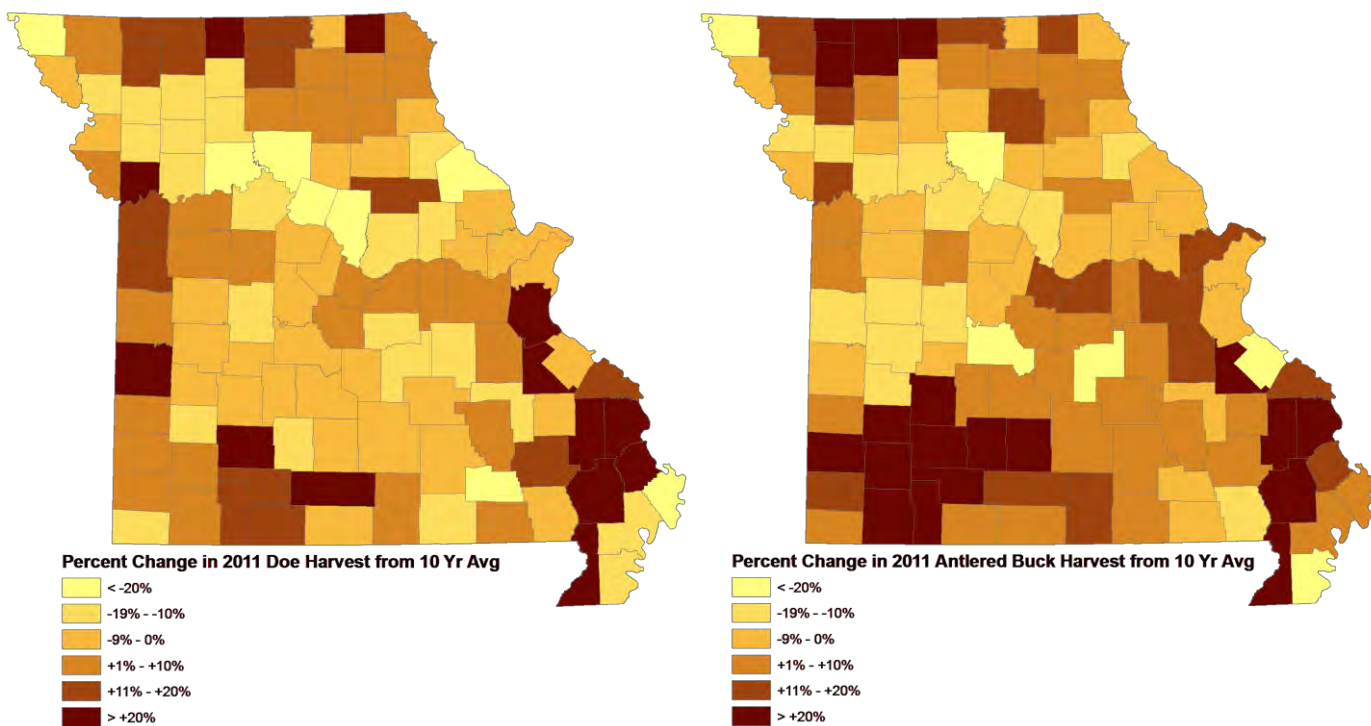 Percent Change in 2011 Doe Harvest from 10 Yr Avg
< -20%
-19% - -10%
-9% - 0%
+1% - +10%
+11% - +20%
> +20%
Percent Change in 2011 Antlered Buck Harvest from 10 Yr Avg
< -20%
-19% - -10%
-9% - 0%
+1% - +10%
+11% - +20%
> +20%